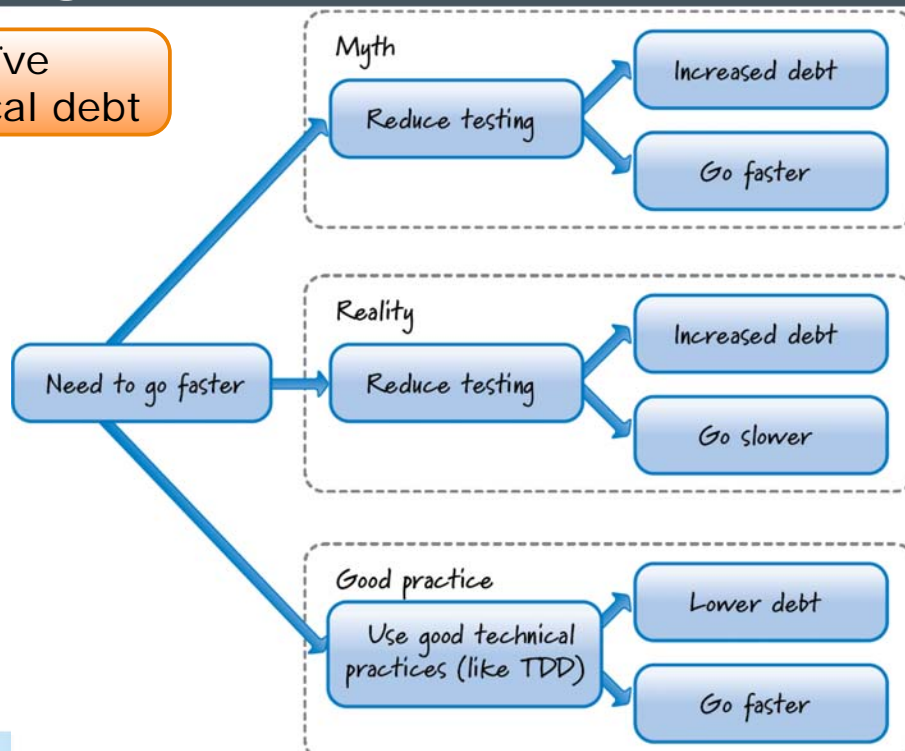 've
cal debt
Myth
Reduce testing
Increased debt
Go faster
Need to go faster
Reality
Reduce testing
Increased debt
Go slower
Good practice
Use good technical
practices (like TDD)
Lower debt
Go faster